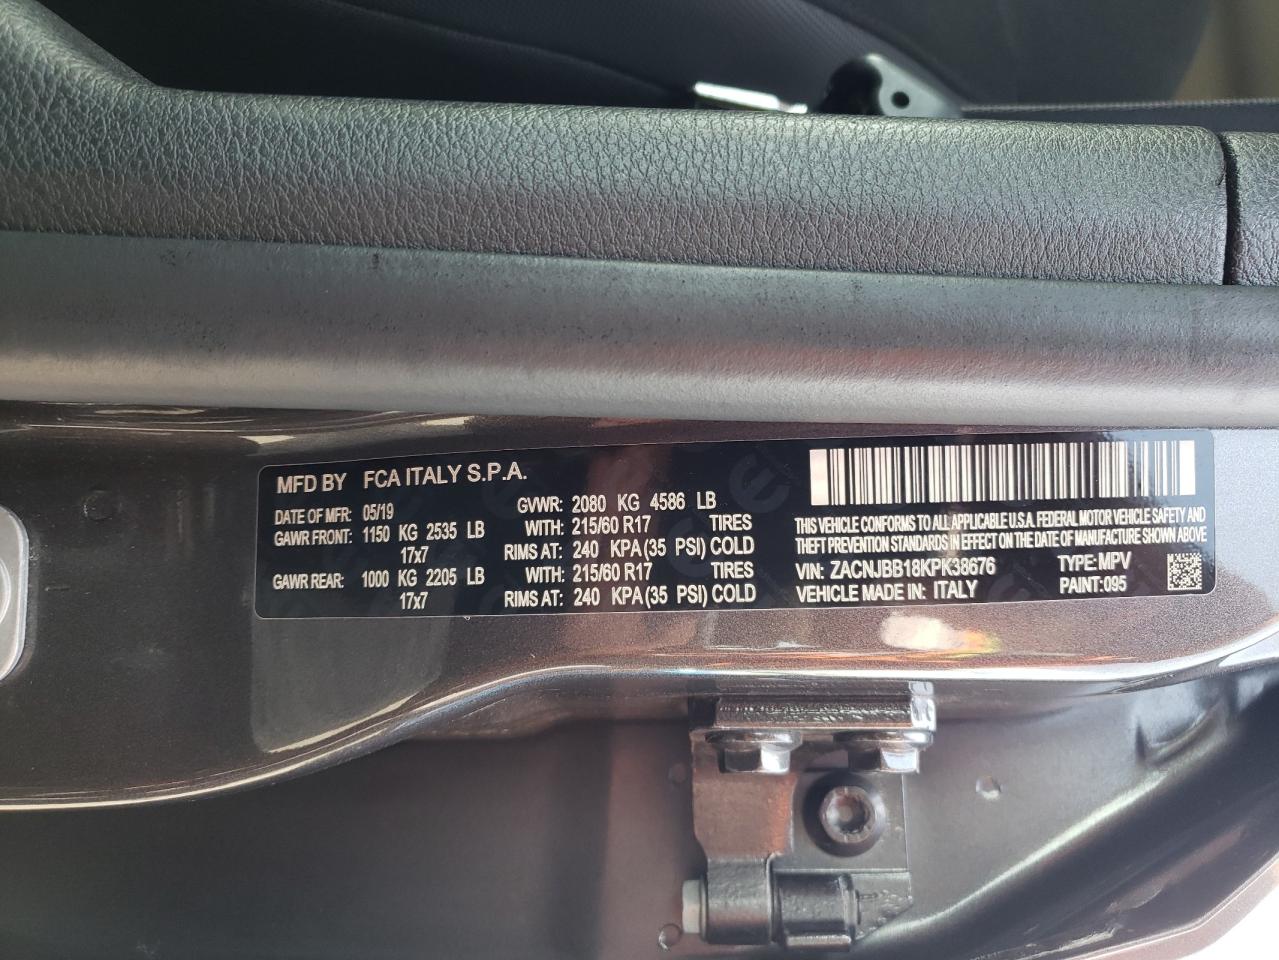 MFD BY FCA ITALY S.P.A.
DATE OF MFR: 05/19 GVWR: 2080 KG 4586 LB
GAWR FRONT: 1150 KG 2535 LB WITH: 215/60 R17 TIRES
17x7 RIMS AT: 240 KPA (35 PSI) COLD
GAWR REAR: 1000 KG 2205 LB WITH: 215/60 R17 TIRES
17x7 RIMS AT: 240 KPA (35 PSI) COLD
THIS VEHICLE CONFORMS TO ALL APPLICABLE U.S.A. FEDERAL MOTOR VEHICLE SAFETY AND
THEFT PREVENTION STANDARDS IN EFFECT ON THE DATE OF MANUFACTURE SHOWN ABOVE
VIN: ZACNJBB18KPK38676 TYPE: MPV
VEHICLE MADE IN: ITALY PAINT: 095